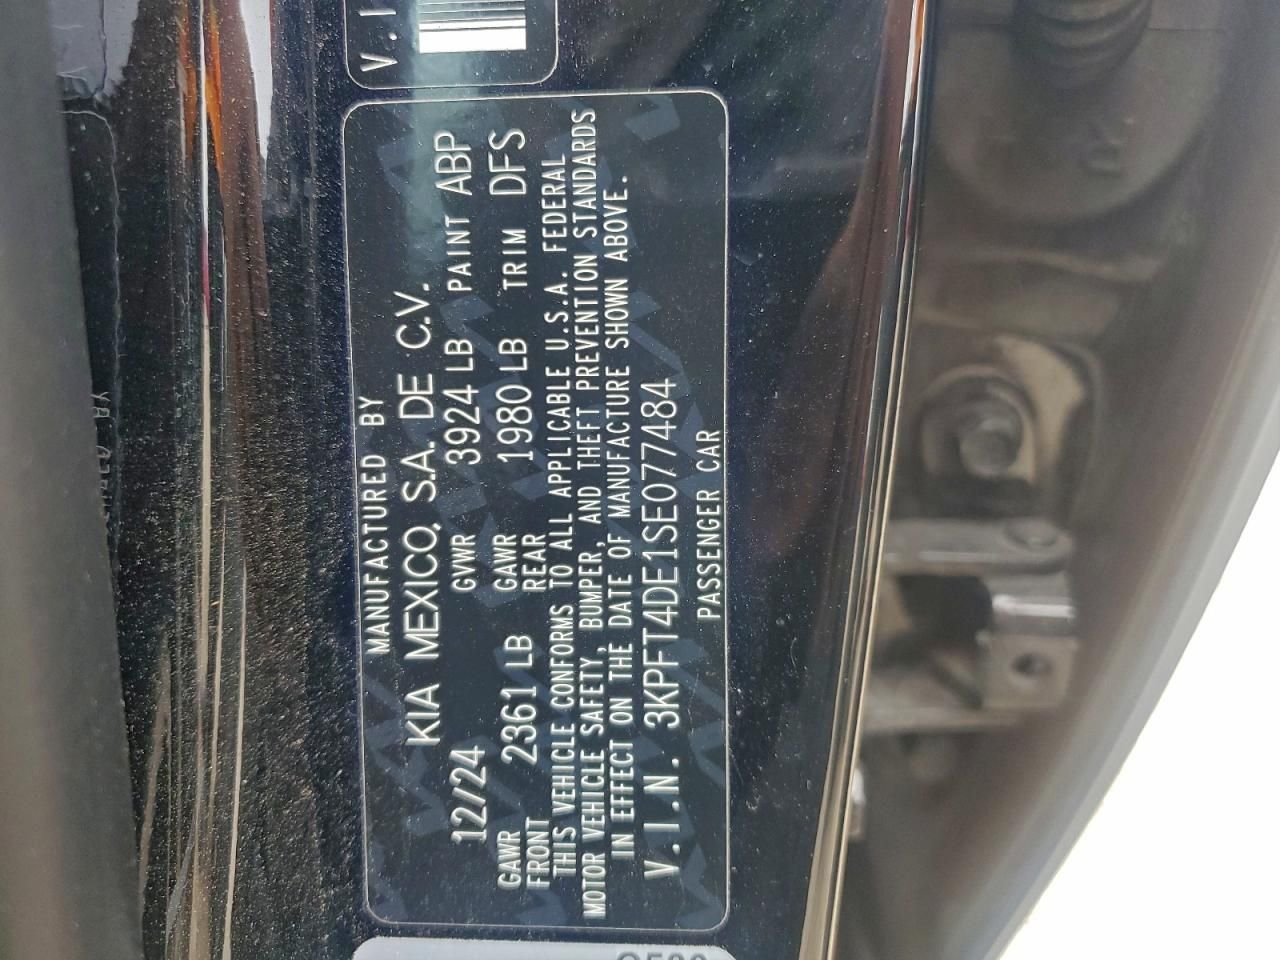 V.I
MANUFACTURED BY
KIA MEXICO, S.A. DE C.V.
12/24 GVWR 3924 LB PAINT ABP
GAWR FRONT 2361 LB GAWR REAR 1980 LB TRIM DFS
THIS VEHICLE CONFORMS TO ALL APPLICABLE U.S.A. FEDERAL
MOTOR VEHICLE SAFETY, BUMPER, AND THEFT PREVENTION STANDARDS
IN EFFECT ON THE DATE OF MANUFACTURE SHOWN ABOVE.
V.I.N. 3KPFT4DE1SE077484
PASSENGER CAR